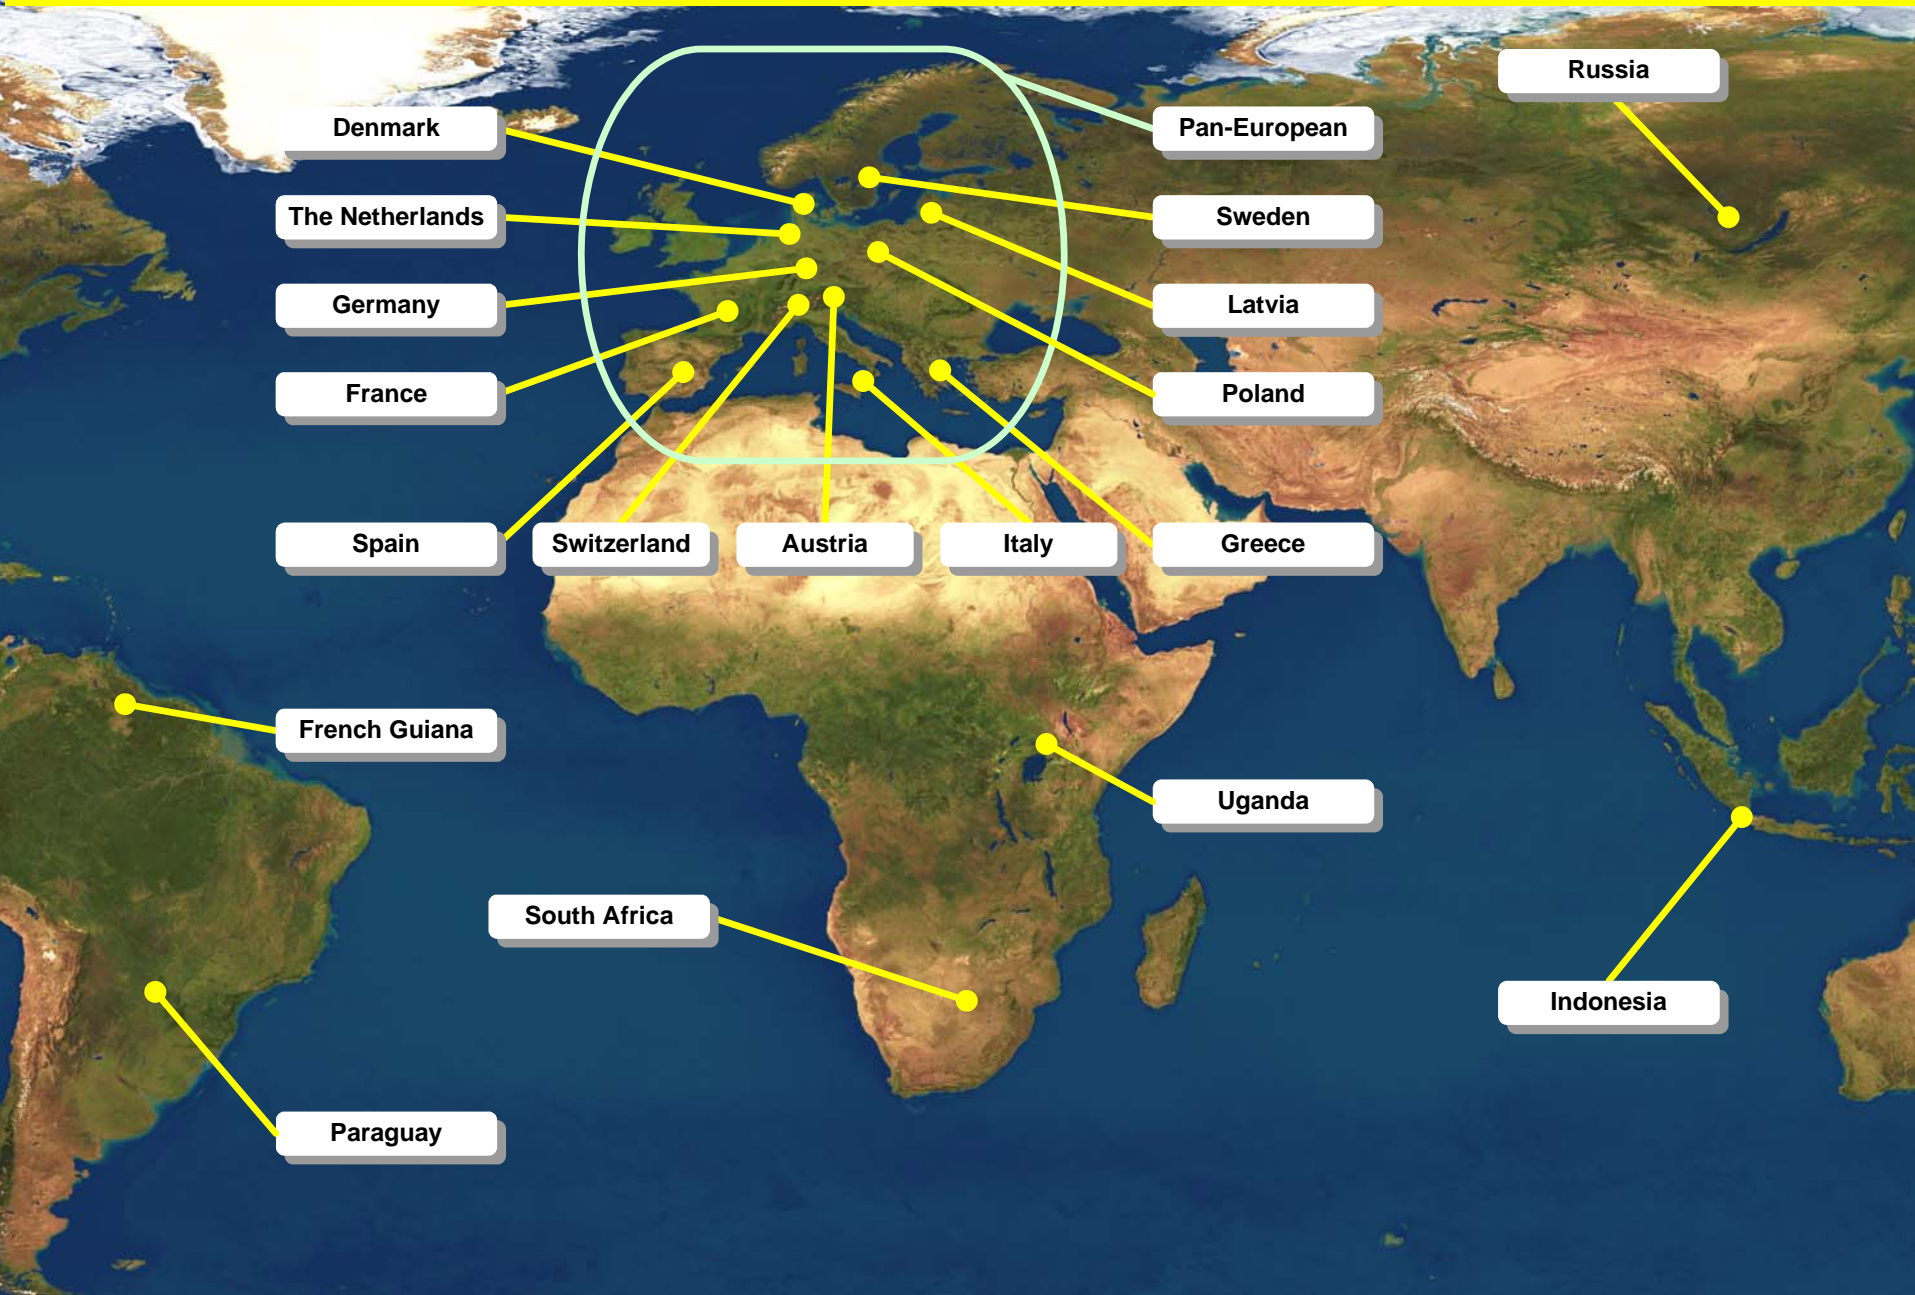 Russia
Denmark
Pan-European
The Netherlands
Sweden
Germany
Latvia
France
Poland
Spain
Switzerland
Austria
Italy
Greece
French Guiana
Uganda
South Africa
Indonesia
Paraguay